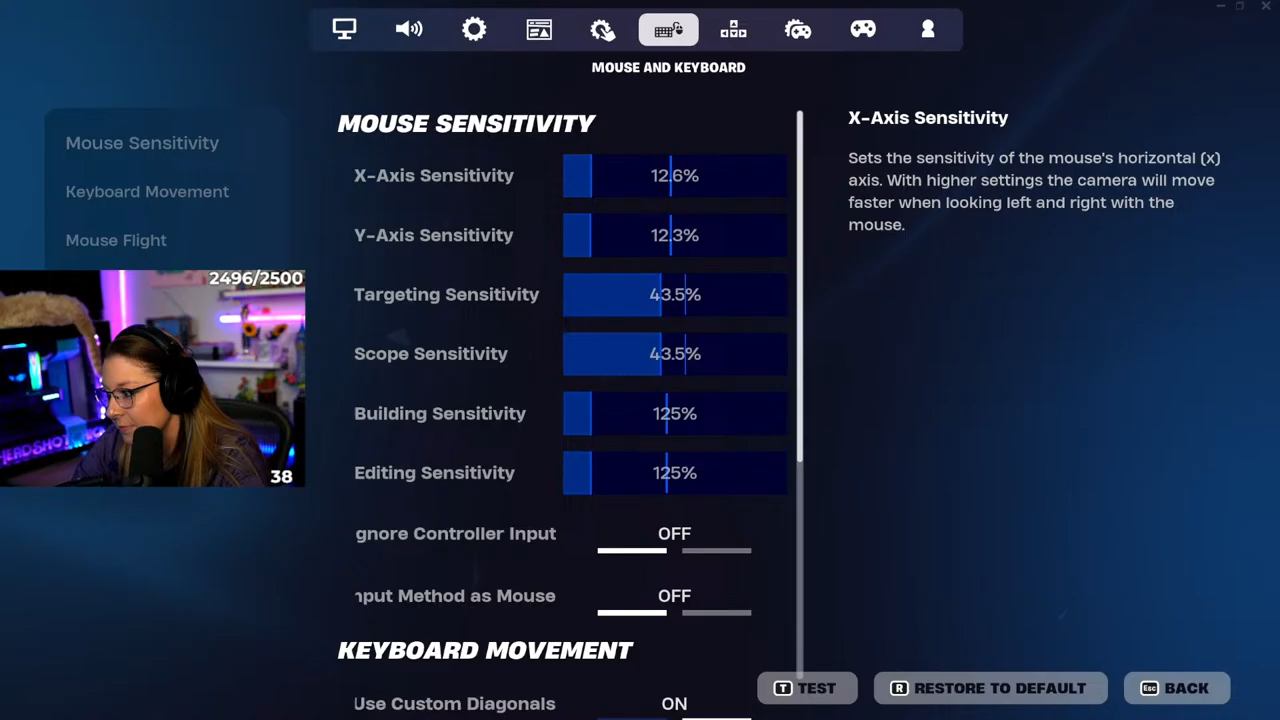 MOUSE AND KEYBOARD
Mouse Sensitivity
Keyboard Movement
Mouse Flight
MOUSE SENSITIVITY
X-Axis Sensitivity 12.6%
Y-Axis Sensitivity 12.3%
Targeting Sensitivity 43.5%
Scope Sensitivity 43.5%
Building Sensitivity 125%
Editing Sensitivity 125%
gnore Controller Input OFF
nput Method as Mouse OFF
KEYBOARD MOVEMENT
Use Custom Diagonals ON
X-Axis Sensitivity
Sets the sensitivity of the mouse's horizontal (x)
axis. With higher settings the camera will move
faster when looking left and right with the
mouse.
2496/2500
38
T TEST
R RESTORE TO DEFAULT
Esc BACK